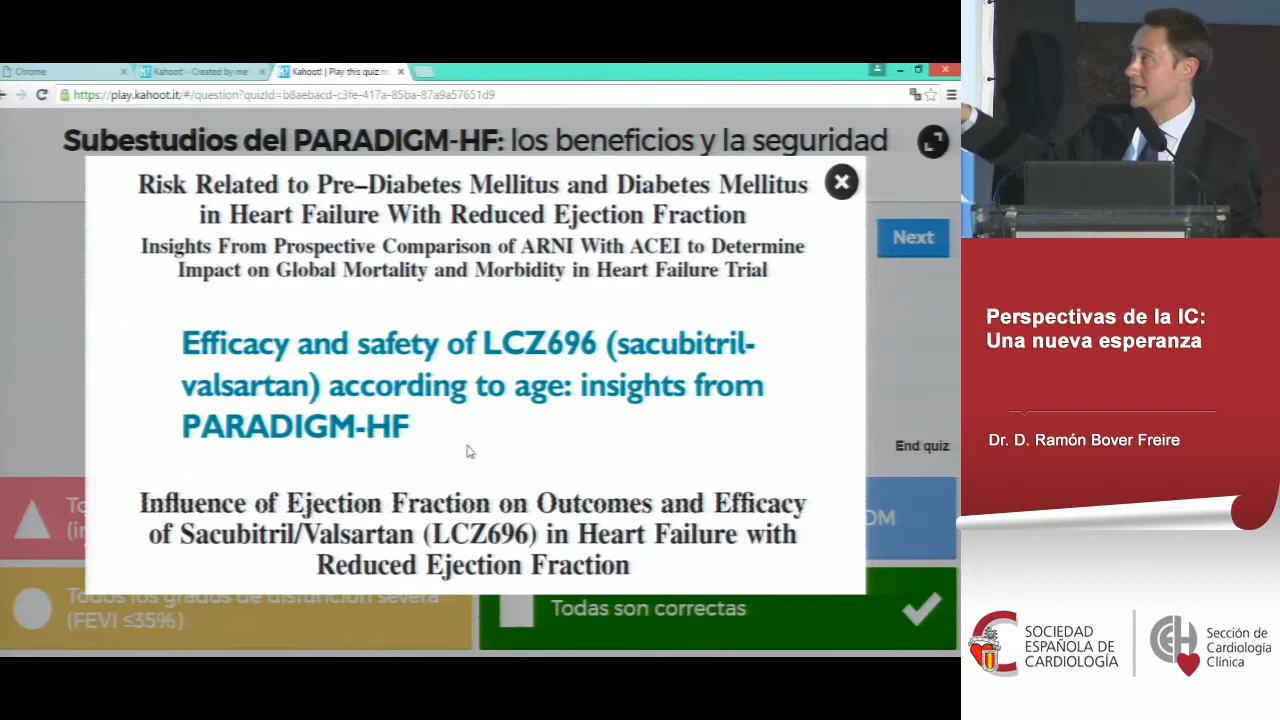 Chrome
Kahoot! - Created by me
Kahoot! | Play this quiz
https://play.kahoot.it/#/question?quizId=b8aebacd-c3fe-417a-85ba-87a9a57651d9
Subestudios del PARADIGM-HF: los beneficios y la seguridad
Risk Related to Pre–Diabetes Mellitus and Diabetes Mellitus
in Heart Failure With Reduced Ejection Fraction
Insights From Prospective Comparison of ARNI With ACEI to Determine
Impact on Global Mortality and Morbidity in Heart Failure Trial
Next
Efficacy and safety of LCZ696 (sacubitril-
valsartan) according to age: insights from
PARADIGM-HF
End quiz
Influence of Ejection Fraction on Outcomes and Efficacy
of Sacubitril/Valsartan (LCZ696) in Heart Failure with
Reduced Ejection Fraction
DM
Todos los grados de disfunción severa
(FEVI ≤35%)
Todas son correctas
Perspectivas de la IC:
Una nueva esperanza
Dr. D. Ramón Bover Freire
SOCIEDAD
ESPAÑOLA DE
CARDIOLOGÍA
Sección de
Cardiología
Clínica